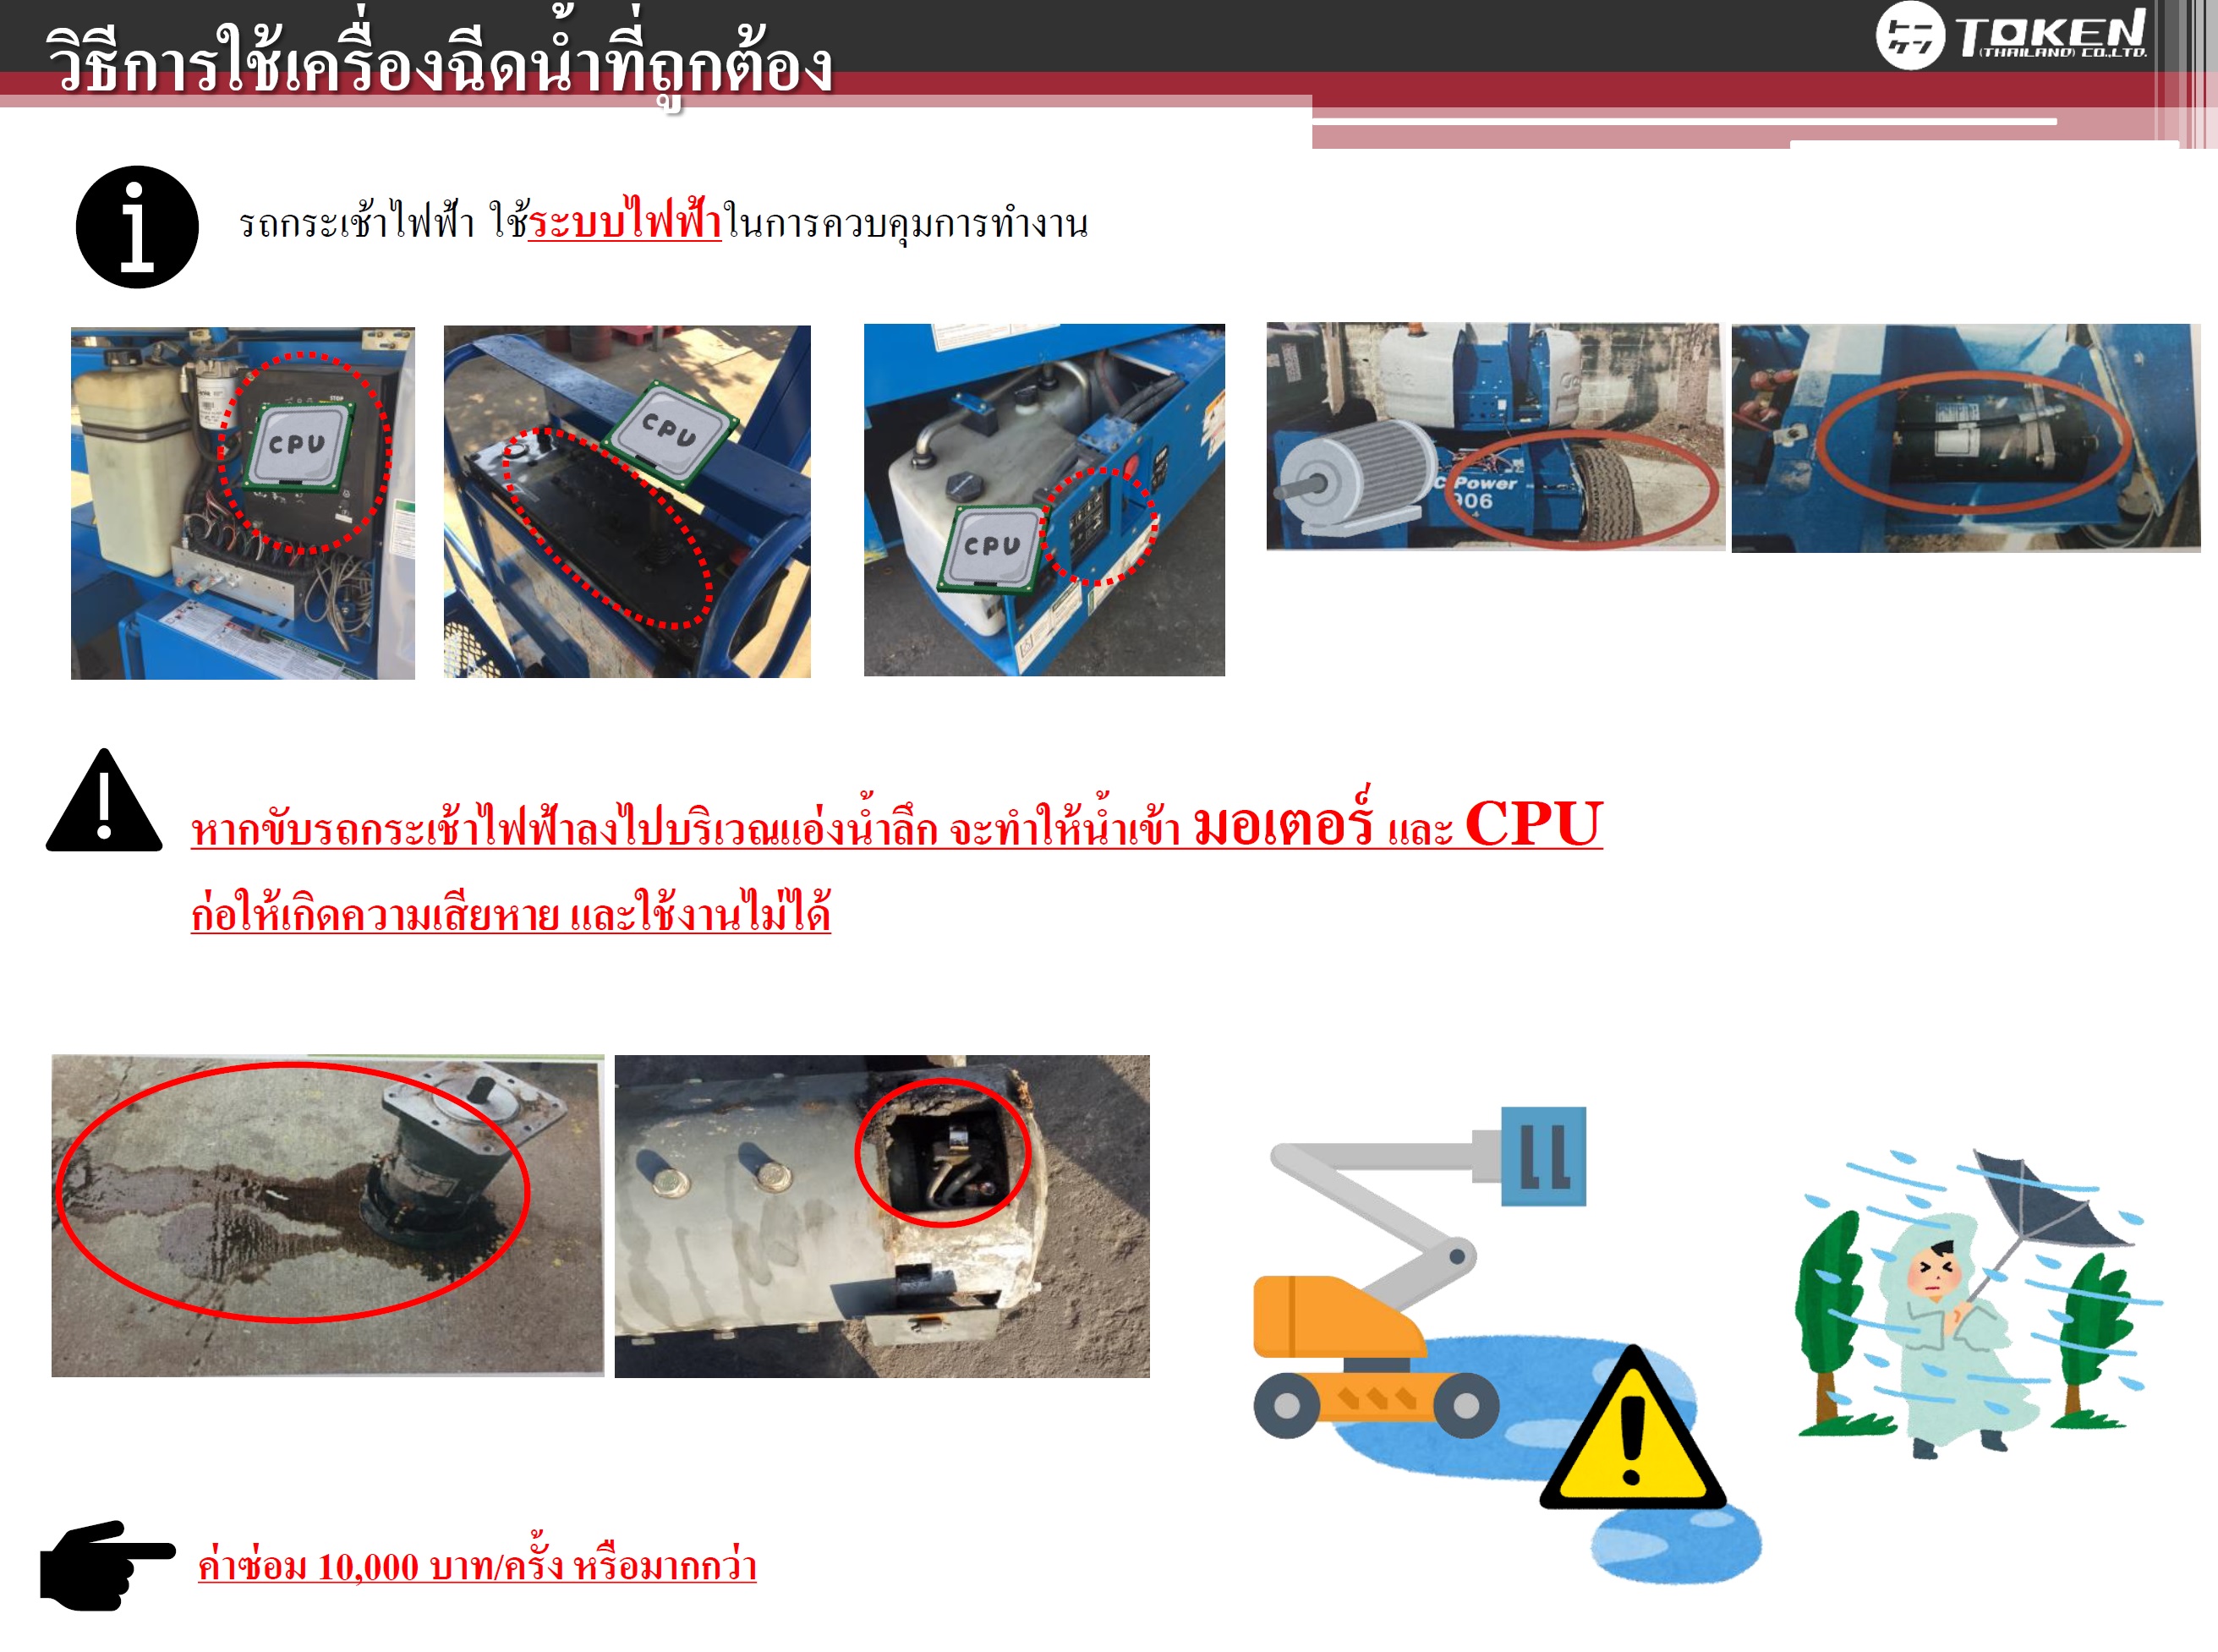 วิธีการใช้เครื่องฉีดน้ำที่ถูกต้อง
トーケン TOKEN
(THAILAND) CO.,LTD.
รถกระเช้าไฟฟ้า ใช้ระบบไฟฟ้าในการควบคุมการทำงาน
STOP
CPU
CPU
CPU
C Power
906
หากขับรถกระเช้าไฟฟ้าลงไปบริเวณแอ่งน้ำลึก จะทำให้น้ำเข้า มอเตอร์ และ CPU
ก่อให้เกิดความเสียหาย และใช้งานไม่ได้
ค่าซ่อม 10,000 บาท/ครั้ง หรือมากกว่า